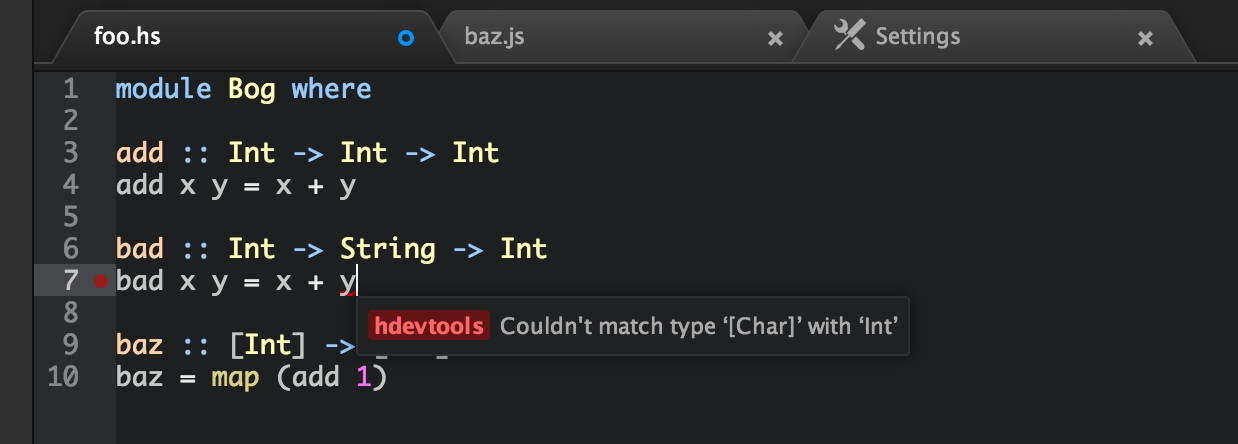 foo.hs baz.js Settings
1 module Bog where
2
3 add :: Int -> Int -> Int
4 add x y = x + y
5
6 bad :: Int -> String -> Int
7 bad x y = x + y
8
hdevtools Couldn't match type ‘[Char]’ with ‘Int’
9 baz :: [Int] ->
10 baz = map (add 1)